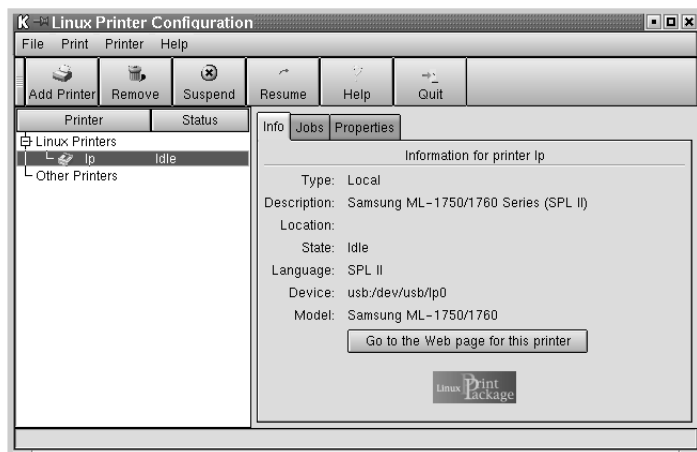 K Linux Printer Configuration
File Print Printer Help
Add Printer Remove Suspend Resume Help Quit
Printer Status
Linux Printers
lp Idle
Other Printers
Info Jobs Properties
Information for printer lp
Type: Local
Description: Samsung ML-1750/1760 Series (SPL II)
Location:
State: Idle
Language: SPL II
Device: usb:/dev/usb/lp0
Model: Samsung ML-1750/1760
Go to the Web page for this printer
Linux Print Package